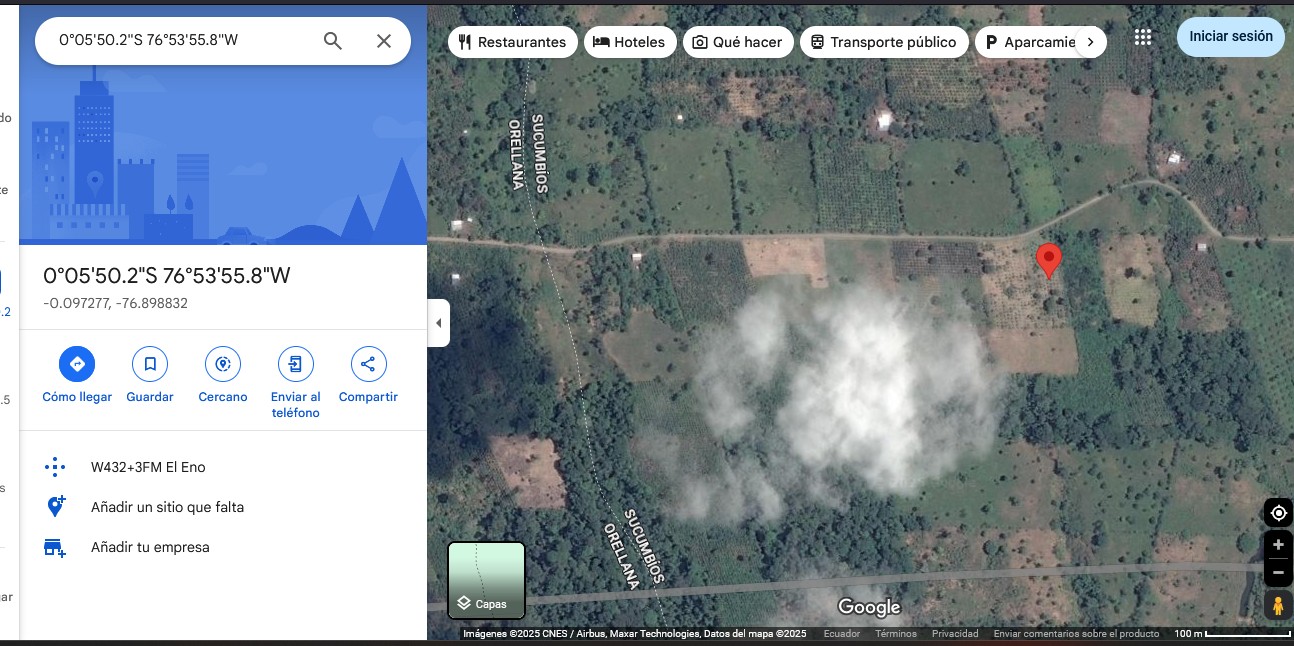 0°05'50.2"S 76°53'55.8"W
Restaurantes
Hoteles
Qué hacer
Transporte público
Aparcamie
Iniciar sesión
do
te
.2
.5
s
ar
0°05'50.2"S 76°53'55.8"W
-0.097277, -76.898832
Cómo llegar
Guardar
Cercano
Enviar al
teléfono
Compartir
W432+3FM El Eno
Añadir un sitio que falta
Añadir tu empresa
SUCUMBÍOS
ORELLANA
SUCUMBÍOS
ORELLANA
Capas
Google
Imágenes ©2025 CNES / Airbus, Maxar Technologies, Datos del mapa ©2025
Ecuador
Términos
Privacidad
Enviar comentarios sobre el producto
100 m